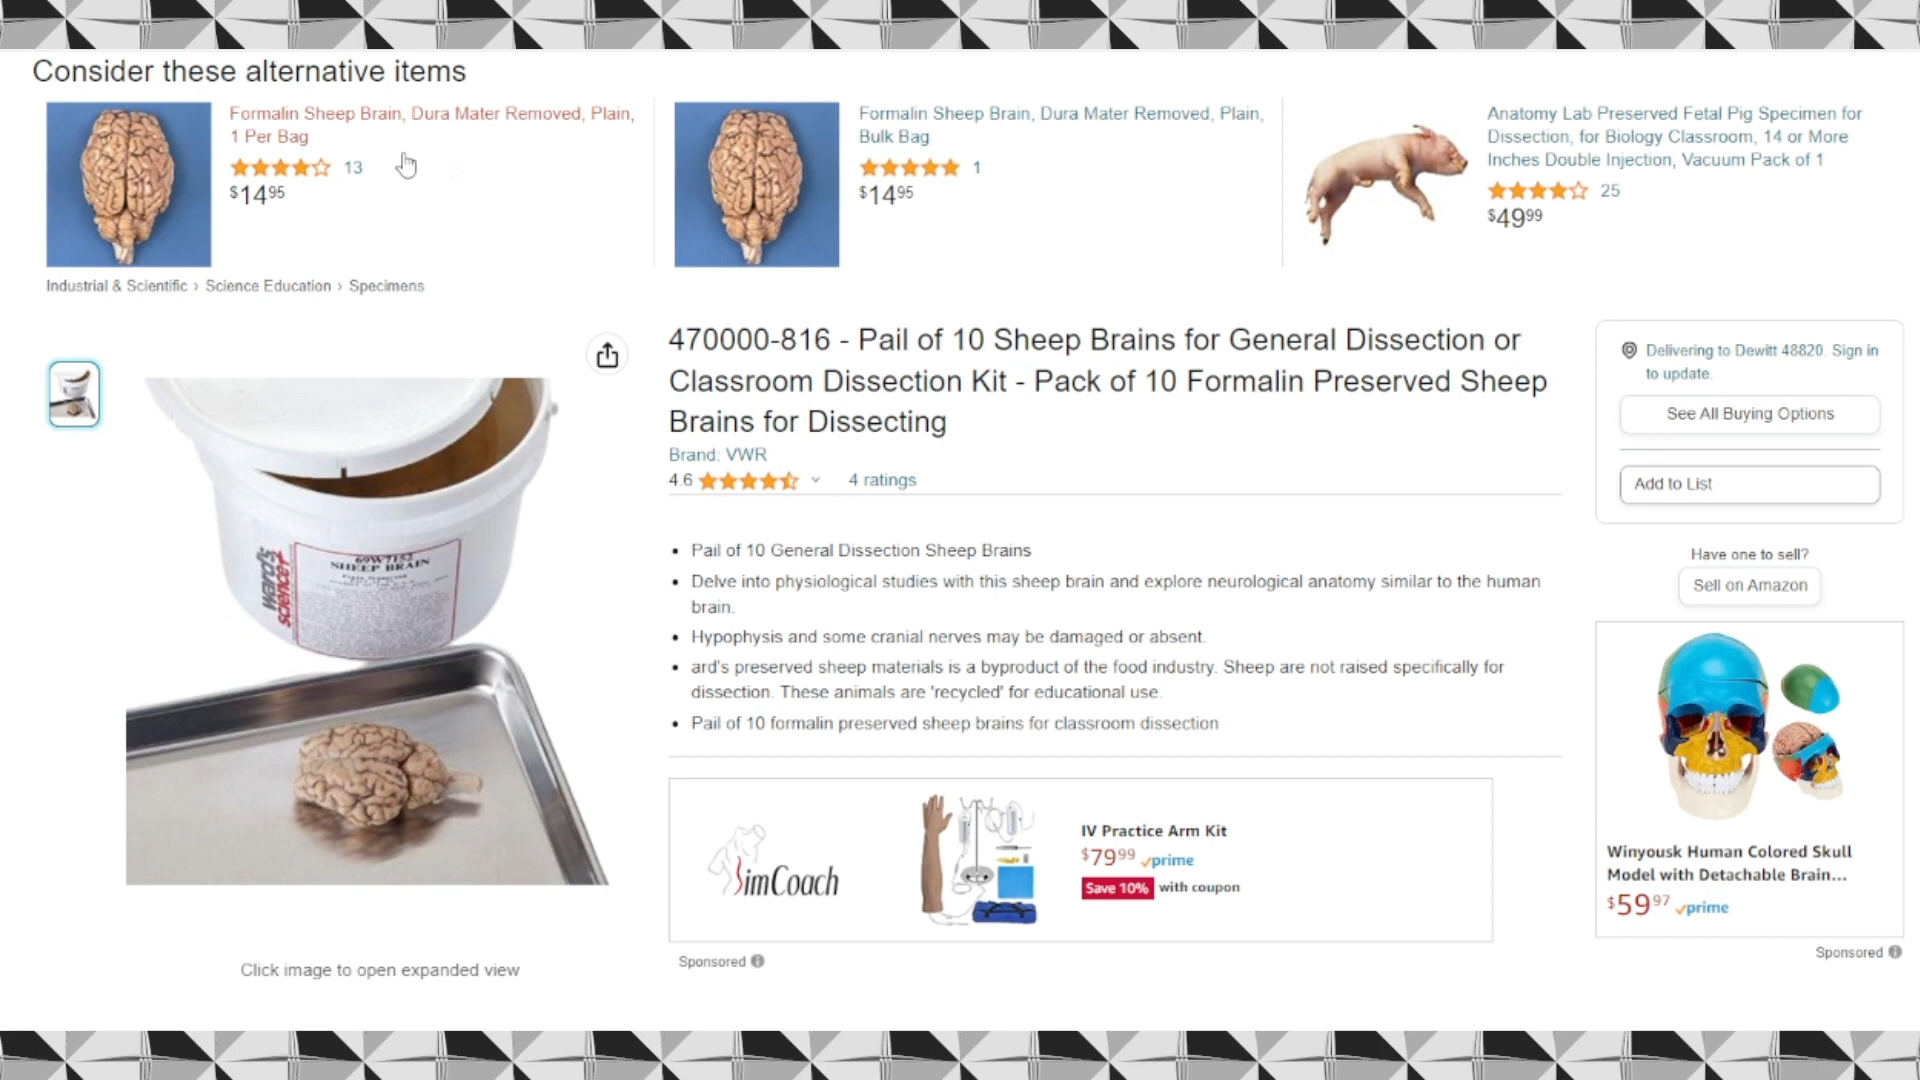 Consider these alternative items
Formalin Sheep Brain, Dura Mater Removed, Plain,
1 Per Bag
13
$1495
Formalin Sheep Brain, Dura Mater Removed, Plain,
Bulk Bag
1
$1495
Anatomy Lab Preserved Fetal Pig Specimen for
Dissection, for Biology Classroom, 14 or More
Inches Double Injection, Vacuum Pack of 1
25
$4999
Industrial & Scientific › Science Education › Specimens
ward's
science+
69W7152
SHEEP BRAIN
Click image to open expanded view
470000-816 - Pail of 10 Sheep Brains for General Dissection or
Classroom Dissection Kit - Pack of 10 Formalin Preserved Sheep
Brains for Dissecting
Brand: VWR
4.6 4 ratings
• Pail of 10 General Dissection Sheep Brains
• Delve into physiological studies with this sheep brain and explore neurological anatomy similar to the human
brain.
• Hypophysis and some cranial nerves may be damaged or absent.
• ard's preserved sheep materials is a byproduct of the food industry. Sheep are not raised specifically for
dissection. These animals are 'recycled' for educational use.
• Pail of 10 formalin preserved sheep brains for classroom dissection
SimCoach
IV Practice Arm Kit
$7999 prime
Save 10% with coupon
Sponsored
Delivering to Dewitt 48820. Sign in
to update.
See All Buying Options
Add to List
Have one to sell?
Sell on Amazon
Winyousk Human Colored Skull
Model with Detachable Brain...
$5997 prime
Sponsored